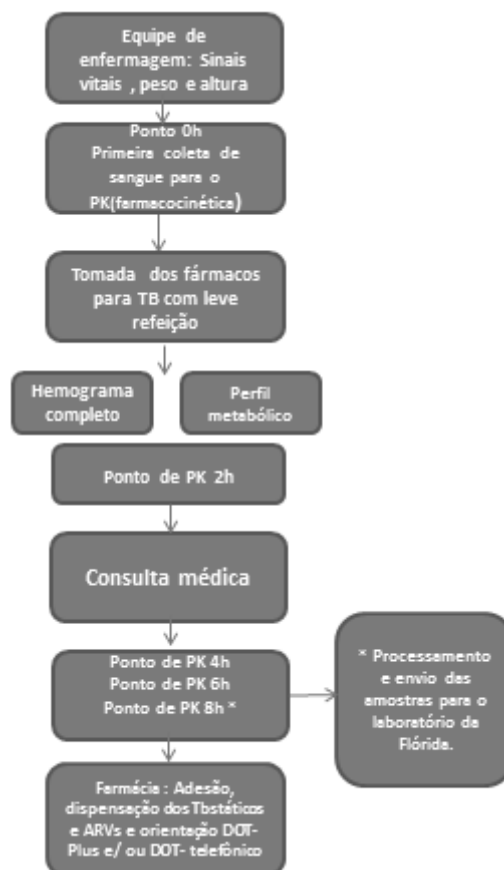 Equipe de
enfermagem: Sinais
vitais , peso e altura
Ponto 0h
Primeira coleta de
sangue para o
PK(farmacocinética)
Tomada dos fármacos
para TB com leve
refeição
Hemograma
completo
Perfil
metabólico
Ponto de PK 2h
Consulta médica
Ponto de PK 4h
Ponto de PK 6h
Ponto de PK 8h *
* Processamento
e envio das
amostras para o
laboratório da
Flórida.
Farmácia : Adesão,
dispensação dos Tbstáticos
e ARVs e orientação DOT-
Plus e/ ou DOT- telefônico